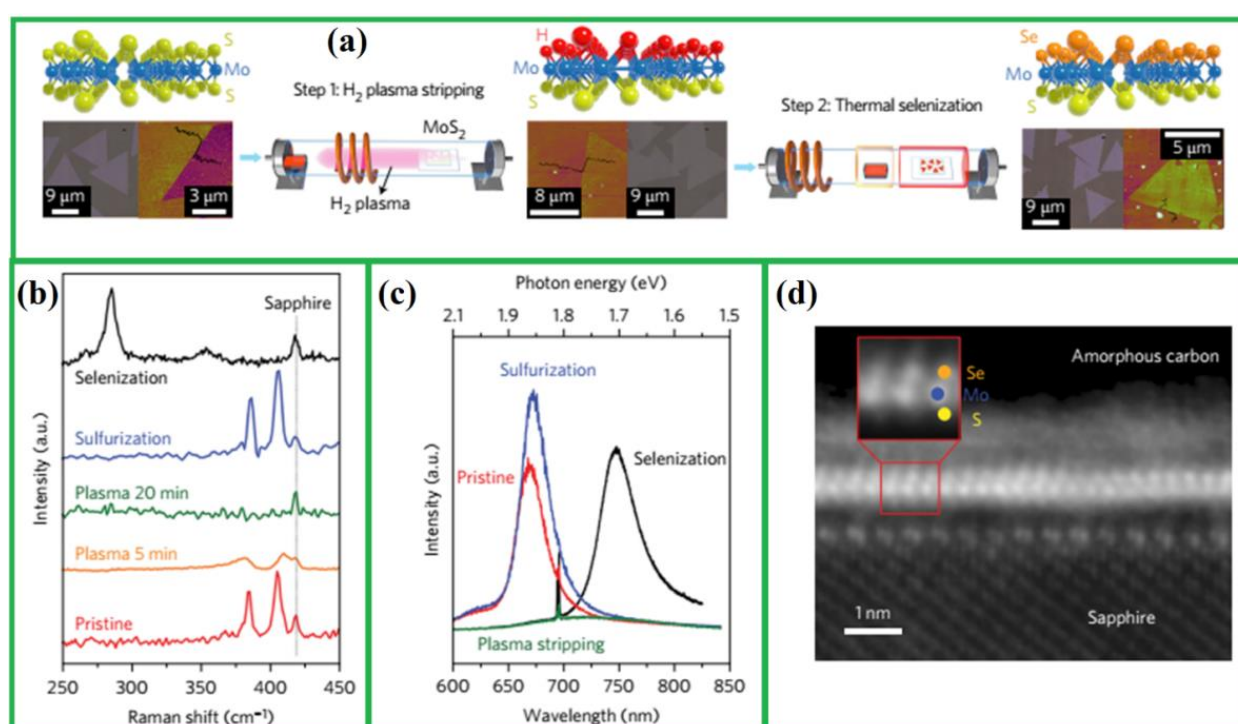 (a)
S
Mo
S
Step 1: H₂ plasma stripping
MoS₂
H₂ plasma
9 μm
3 μm
H
Mo
S
Step 2: Thermal selenization
8 μm
9 μm
Se
Mo
S
5 μm
9 μm
(b)
Sapphire
Selenization
Sulfurization
Plasma 20 min
Plasma 5 min
Pristine
Intensity (a.u.)
250 300 350 400 450
Raman shift (cm⁻¹)
(c)
Photon energy (eV)
2.1 1.9 1.8 1.7 1.6 1.5
Sulfurization
Pristine
Selenization
Plasma stripping
Intensity (a.u.)
600 650 700 750 800 850
Wavelength (nm)
(d)
Amorphous carbon
Se
Mo
S
1 nm
Sapphire